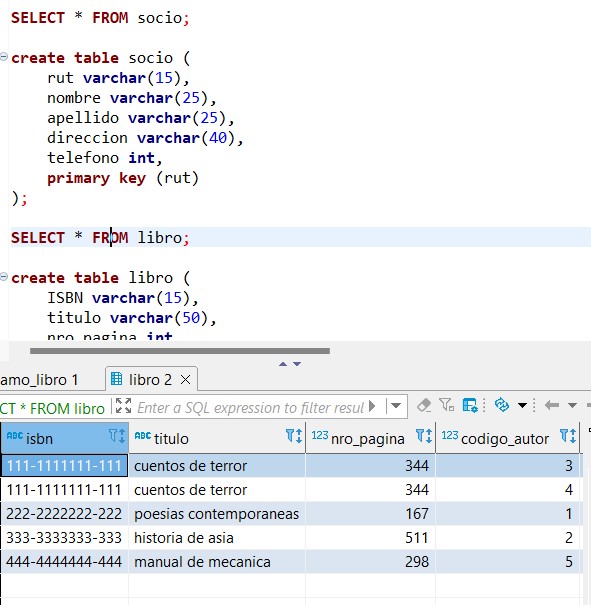 SELECT * FROM socio;
create table socio (
rut varchar(15),
nombre varchar(25),
apellido varchar(25),
direccion varchar(40),
telefono int,
primary key (rut)
);
SELECT * FROM libro;
create table libro (
ISBN varchar(15),
titulo varchar(50),
nro_pagina int
amo_libro 1
libro 2
CT * FROM libro
Enter a SQL expression to filter resul
ABC isbn
ABC titulo
123 nro_pagina
123 codigo_autor
111-1111111-111 cuentos de terror 344 3
111-1111111-111 cuentos de terror 344 4
222-2222222-222 poesias contemporaneas 167 1
333-3333333-333 historia de asia 511 2
444-4444444-444 manual de mecanica 298 5